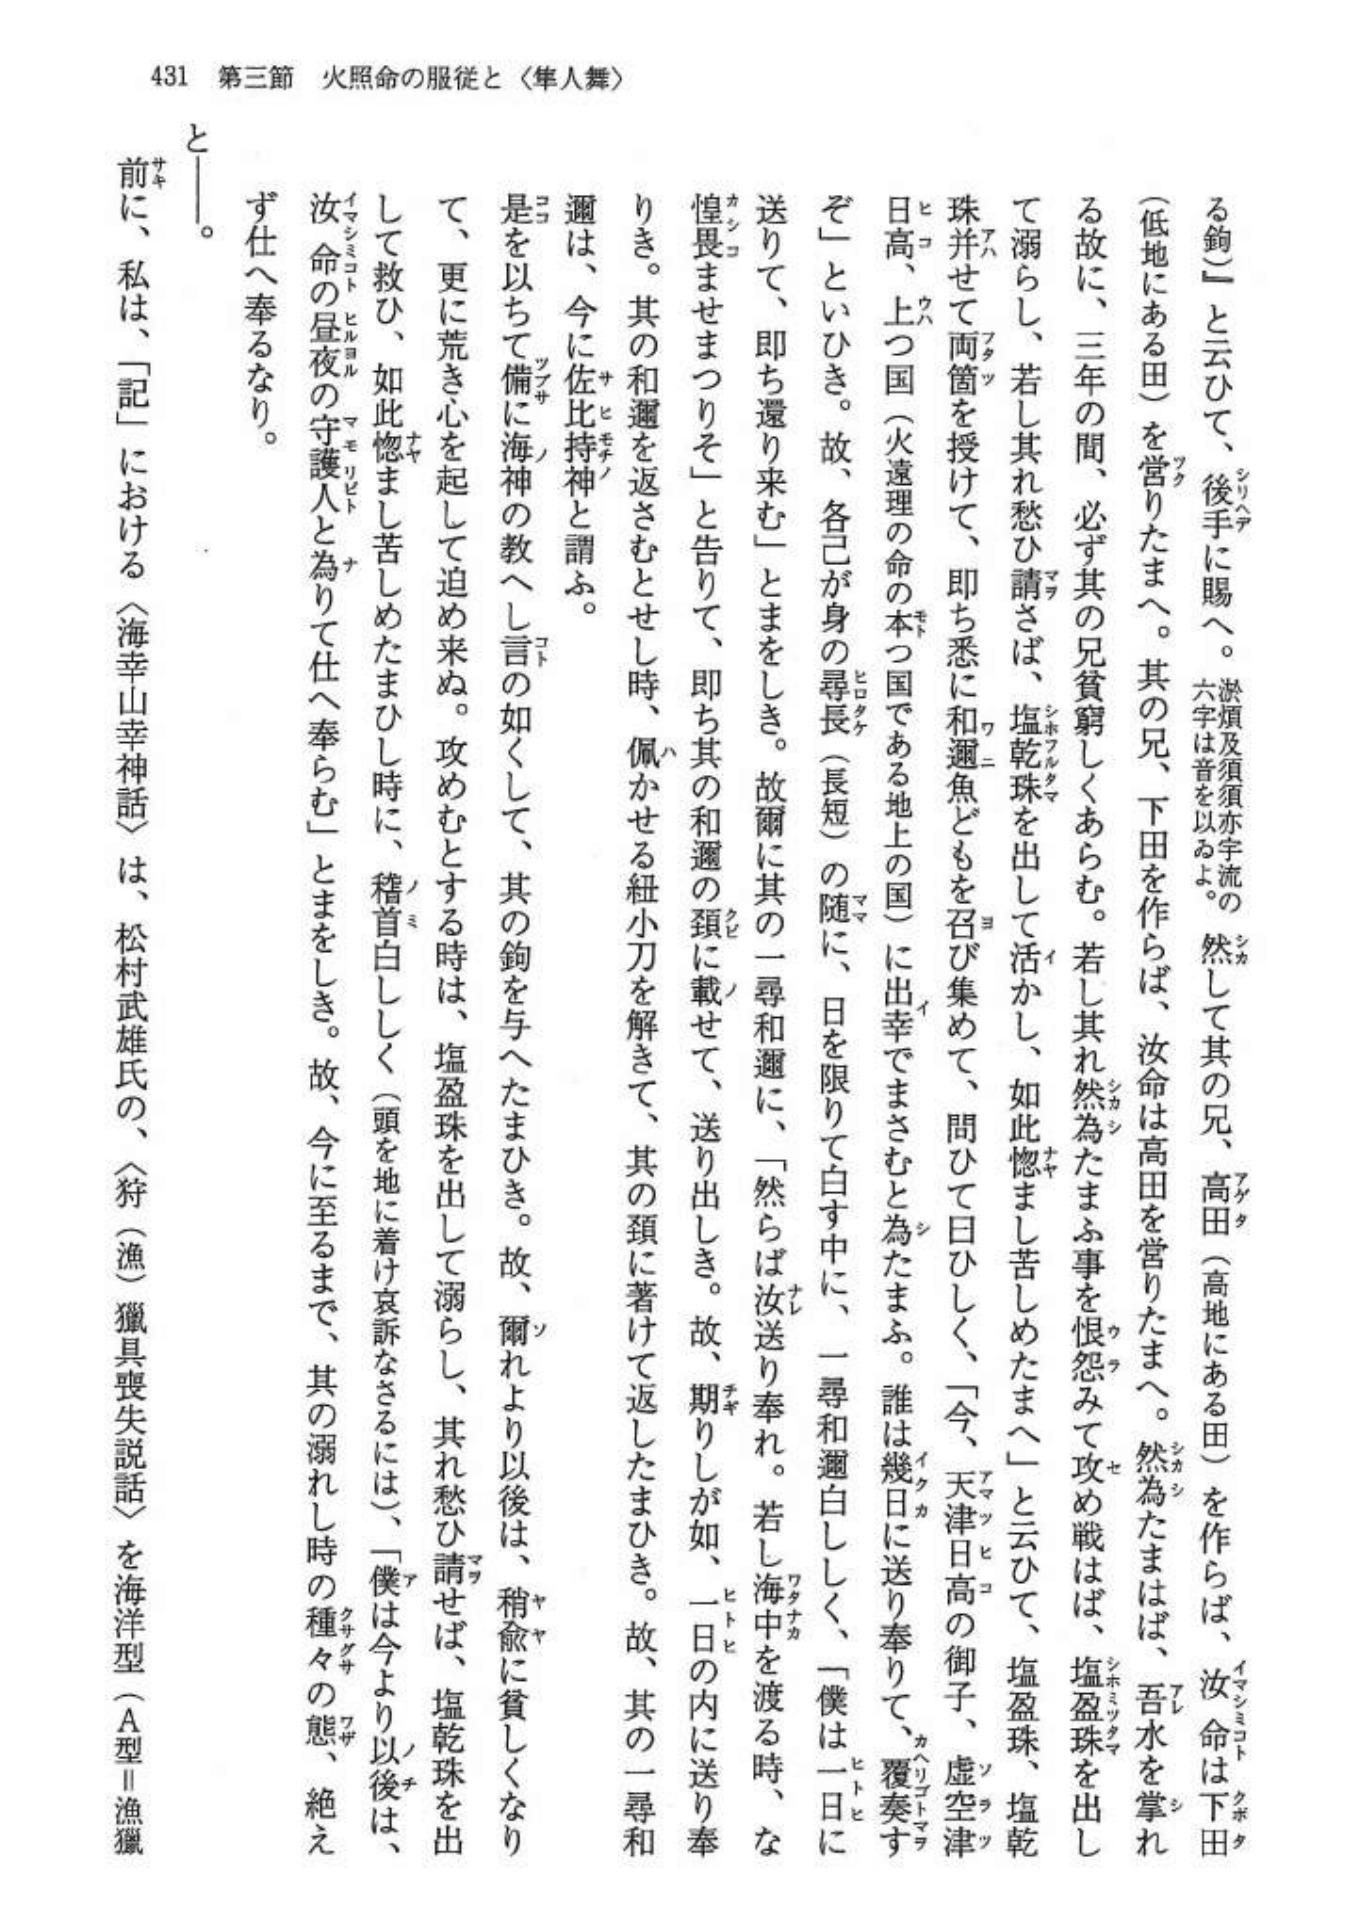 431　第三節　火照命の服従と〈隼人舞〉
る鉤）』と云ひて、後手に賜へ。淤煩及須須亦宇流の六字は音を以ゐよ。然して其の兄、高田（高地にある田）を作らば、汝命は下田
（低地にある田）を営りたまへ。其の兄、下田を作らば、汝命は高田を営りたまへ。然為たまはば、吾水を掌れ
る故に、三年の間、必ず其の兄貧窮しくあらむ。若し其れ然為たまふ事を恨怨みて攻め戦はば、塩盈珠を出し
て溺らし、若し其れ愁ひ請さば、塩乾珠を出して活かし、如此惚まし苦しめたまへ」と云ひて、塩盈珠、塩乾
珠并せて両箇を授けて、即ち悉に和邇魚どもを召び集めて、問ひて曰ひしく、「今、天津日高の御子、虚空津
日高、上つ国（火遠理の命の本つ国である地上の国）に出幸でまさむと為たまふ。誰は幾日に送り奉りて、覆奏す
ぞ」といひき。故、各己が身の尋長（長短）の随に、日を限りて白す中に、一尋和邇白ししく、「僕は一日に
送りて、即ち還り来む」とまをしき。故爾に其の一尋和邇に、「然らば汝送り奉れ。若し海中を渡る時、な
惶畏ませまつりそ」と告りて、即ち其の和邇の頚に載せて、送り出しき。故、期りしが如、一日の内に送り奉
りき。其の和邇を返さむとせし時、佩かせる紐小刀を解きて、其の頚に著けて返したまひき。故、其の一尋和
邇は、今に佐比持神と謂ふ。
是を以ちて備に海神の教へし言の如くして、其の鉤を与へたまひき。故、爾れより以後は、稍兪に貧しくなり
て、更に荒き心を起して迫め来ぬ。攻めむとする時は、塩盈珠を出して溺らし、其れ愁ひ請せば、塩乾珠を出
して救ひ、如此惚まし苦しめたまひし時に、稽首白ししく（頭を地に着け哀訴なさるには）、「僕は今より以後は、
汝命の昼夜の守護人と為りて仕へ奉らむ」とまをしき。故、今に至るまで、其の溺れし時の種々の態、絶え
ず仕へ奉るなり。
と――。
前に、私は、「記」における〈海幸山幸神話〉は、松村武雄氏の、〈狩（漁）獵具喪失説話〉を海洋型（A型＝漁獵